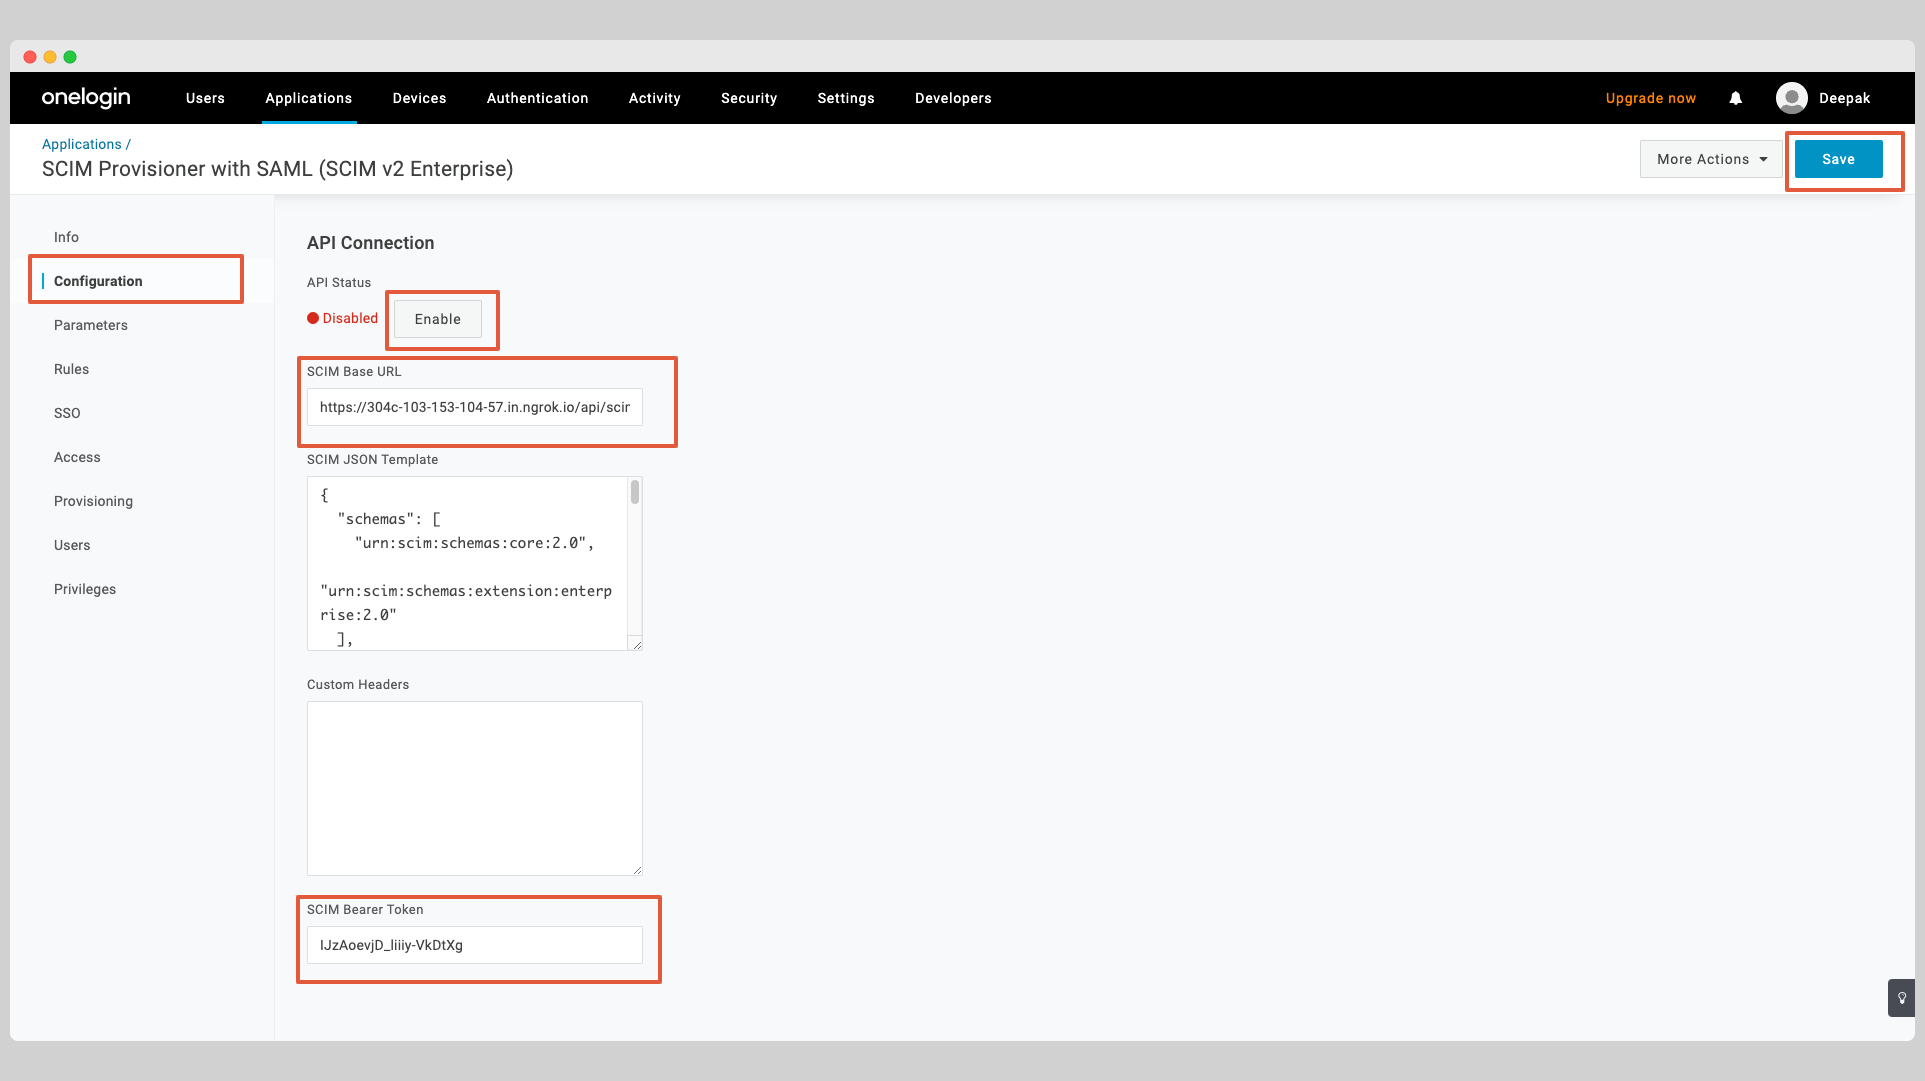 onelogin
Users
Applications
Devices
Authentication
Activity
Security
Settings
Developers
Upgrade now
Deepak
Applications /
SCIM Provisioner with SAML (SCIM v2 Enterprise)
More Actions
Save
Info
Configuration
Parameters
Rules
SSO
Access
Provisioning
Users
Privileges
API Connection
API Status
Disabled
Enable
SCIM Base URL
https://304c-103-153-104-57.in.ngrok.io/api/scir
SCIM JSON Template
{
"schemas": [
"urn:scim:schemas:core:2.0",
"urn:scim:schemas:extension:enterp
rise:2.0"
],
Custom Headers
SCIM Bearer Token
IJzAoevjD_liiiy-VkDtXg